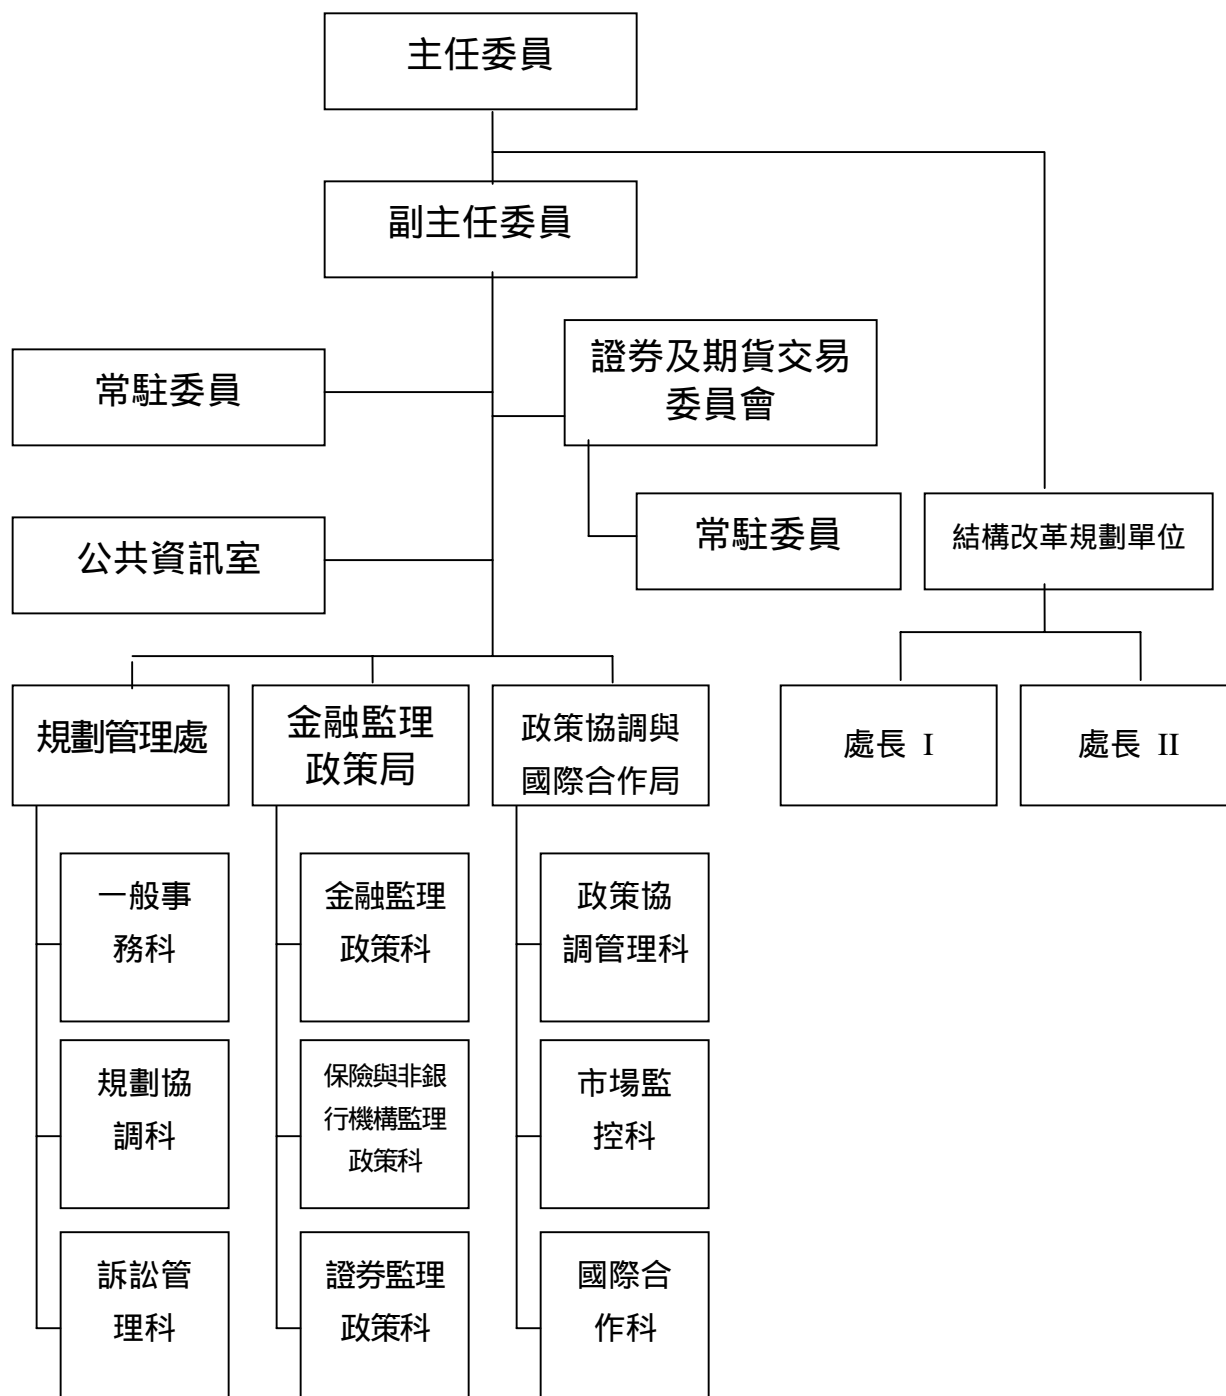 主任委員
副主任委員
常駐委員
證券及期貨交易
委員會
公共資訊室
常駐委員
結構改革規劃單位
規劃管理處
金融監理
政策局
政策協調與
國際合作局
處長 I
處長 II
一般事
務科
金融監理
政策科
政策協
調管理科
規劃協
調科
保險與非銀
行機構監理
政策科
市場監
控科
訴訟管
理科
證券監理
政策科
國際合
作科